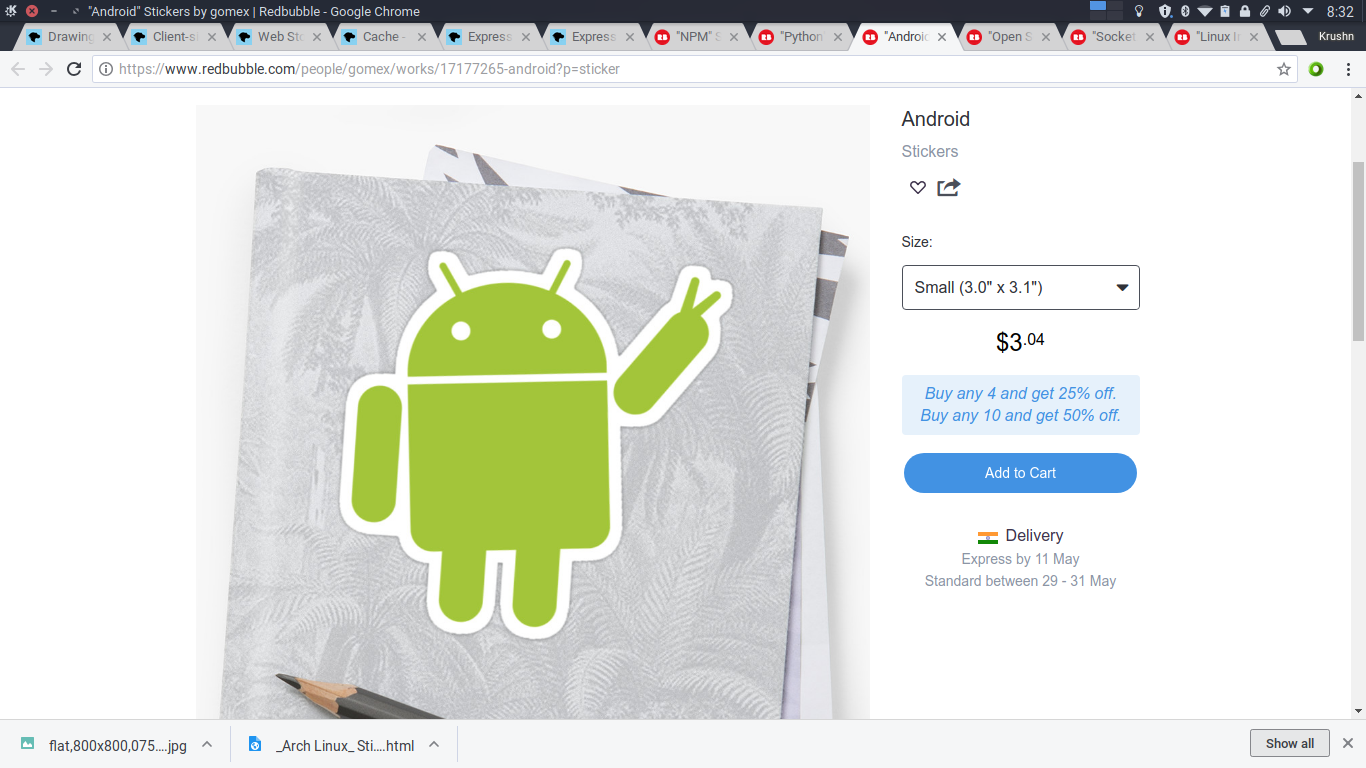 "Android" Stickers by gomex | Redbubble - Google Chrome
8:32
Drawing
Client-si
Web Sto
Cache -
Express
Express
"NPM" S
"Python
"Androi
"Open S
"Socket
"Linux I
Krushn
https://www.redbubble.com/people/gomex/works/17177265-android?p=sticker
Android
Stickers
Size:
Small (3.0" x 3.1")
$3.04
Buy any 4 and get 25% off.
Buy any 10 and get 50% off.
Add to Cart
Delivery
Express by 11 May
Standard between 29 - 31 May
flat,800x800,075....jpg
_Arch Linux_ Sti....html
Show all